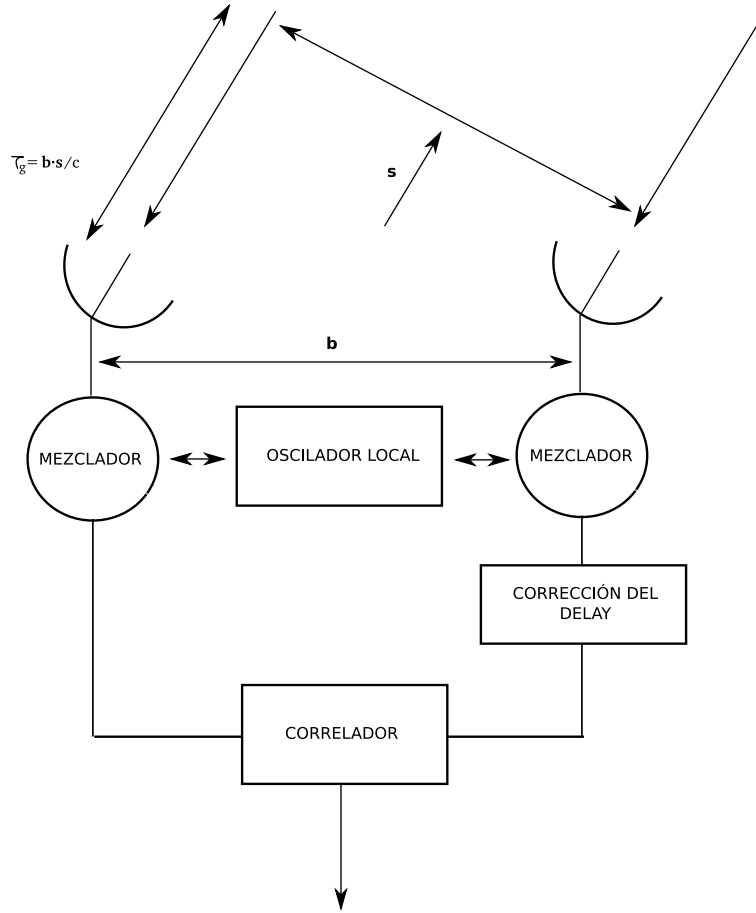 τg= b·s/c
s
b
MEZCLADOR
OSCILADOR LOCAL
MEZCLADOR
CORRECCIÓN DEL
DELAY
CORRELADOR